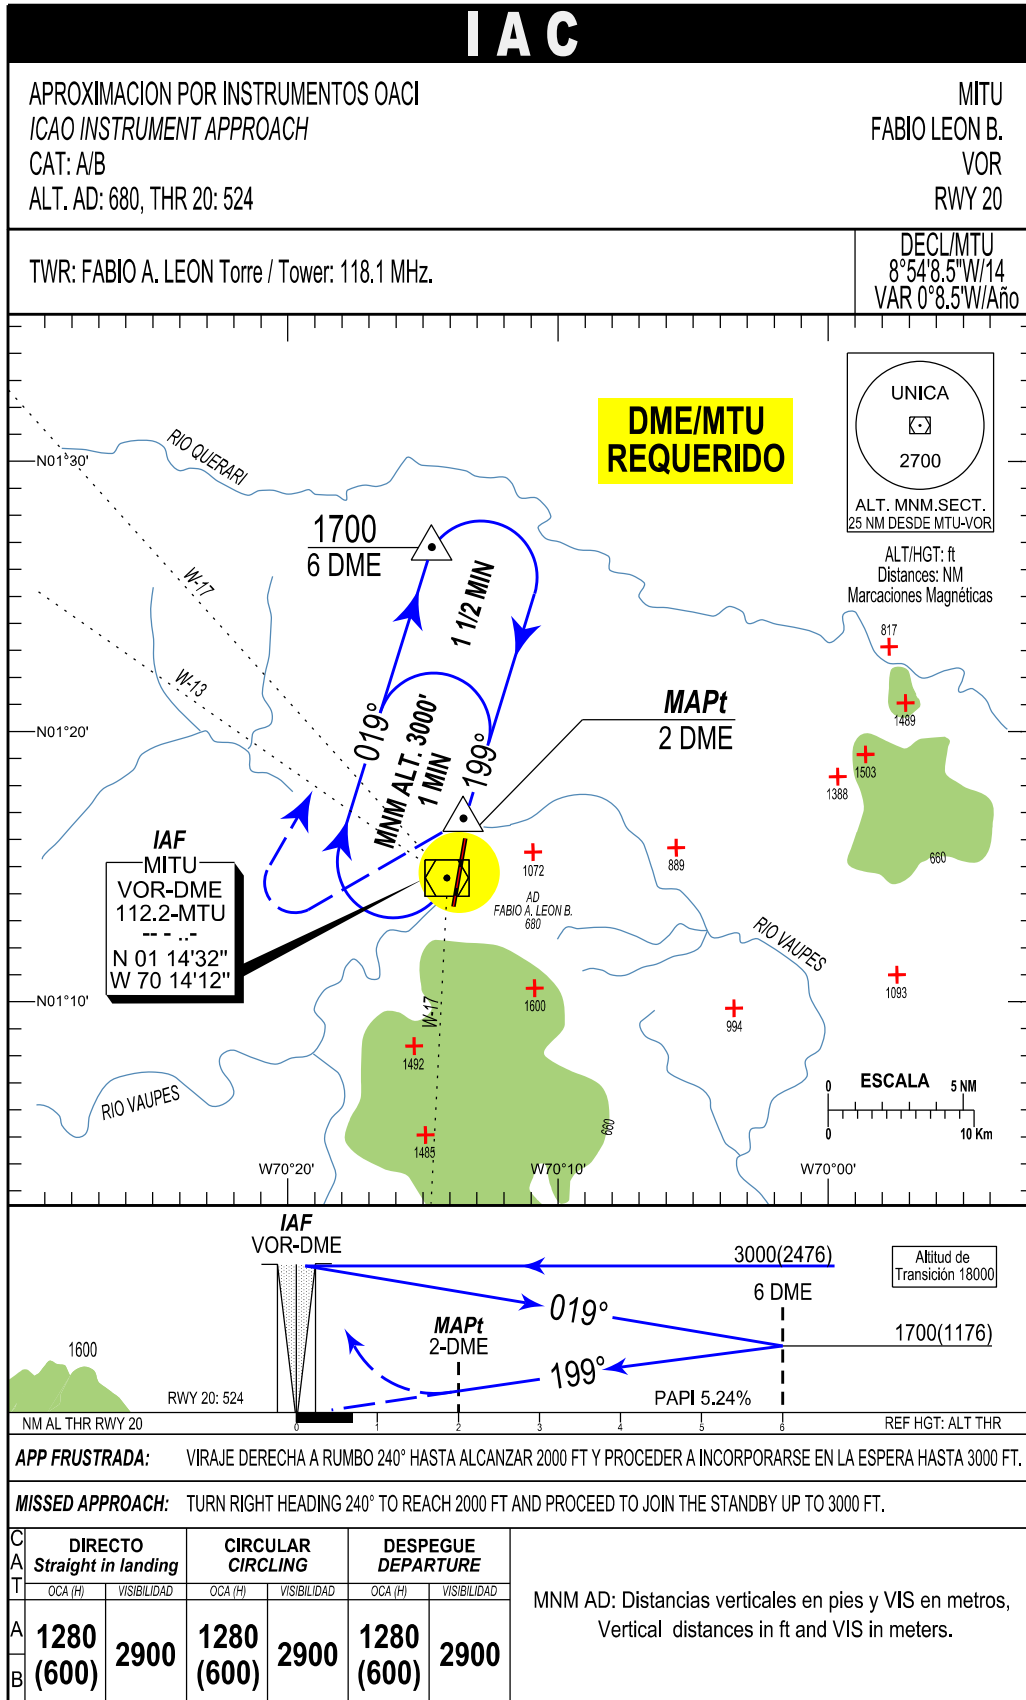 IAC
APROXIMACION POR INSTRUMENTOS OACI
ICAO INSTRUMENT APPROACH
CAT: A/B
ALT. AD: 680, THR 20: 524
MITU
FABIO LEON B.
VOR
RWY 20
TWR: FABIO A. LEON Torre / Tower: 118.1 MHz.
DECL/MTU
8°54'8.5"W/14
VAR 0°8.5'W/Año
DME/MTU
REQUERIDO
UNICA
2700
ALT. MNM.SECT.
25 NM DESDE MTU-VOR
ALT/HGT: ft
Distances: NM
Marcaciones Magnéticas
RIO QUERARI
N01°30'
1700
6 DME
1 1/2 MIN
W-17
W-13
817
1489
1503
1388
660
N01°20'
019°
MNM ALT. 3000'
1 MIN
199°
MAPt
2 DME
IAF
MITU
VOR-DME
112.2-MTU
-- - ..-
N 01 14'32"
W 70 14'12"
1072
889
AD
FABIO A. LEON B.
680
RIO VAUPES
1093
994
N01°10'
W-17
1600
1492
1485
660
RIO VAUPES
ESCALA
0 5 NM
0 10 Km
W70°20'
W70°10'
W70°00'
IAF
VOR-DME
3000(2476)
Altitud de
Transición 18000
6 DME
019°
MAPt
2-DME
1700(1176)
199°
1600
RWY 20: 524
PAPI 5.24%
NM AL THR RWY 20
0 1 2 3 4 5 6
REF HGT: ALT THR
APP FRUSTRADA: VIRAJE DERECHA A RUMBO 240° HASTA ALCANZAR 2000 FT Y PROCEDER A INCORPORARSE EN LA ESPERA HASTA 3000 FT.
MISSED APPROACH: TURN RIGHT HEADING 240° TO REACH 2000 FT AND PROCEED TO JOIN THE STANDBY UP TO 3000 FT.
CAT
DIRECTO
Straight in landing
CIRCULAR
CIRCLING
DESPEGUE
DEPARTURE
OCA (H) VISIBILIDAD OCA (H) VISIBILIDAD OCA (H) VISIBILIDAD
A
B
1280
(600)
2900
1280
(600)
2900
1280
(600)
2900
MNM AD: Distancias verticales en pies y VIS en metros,
Vertical distances in ft and VIS in meters.